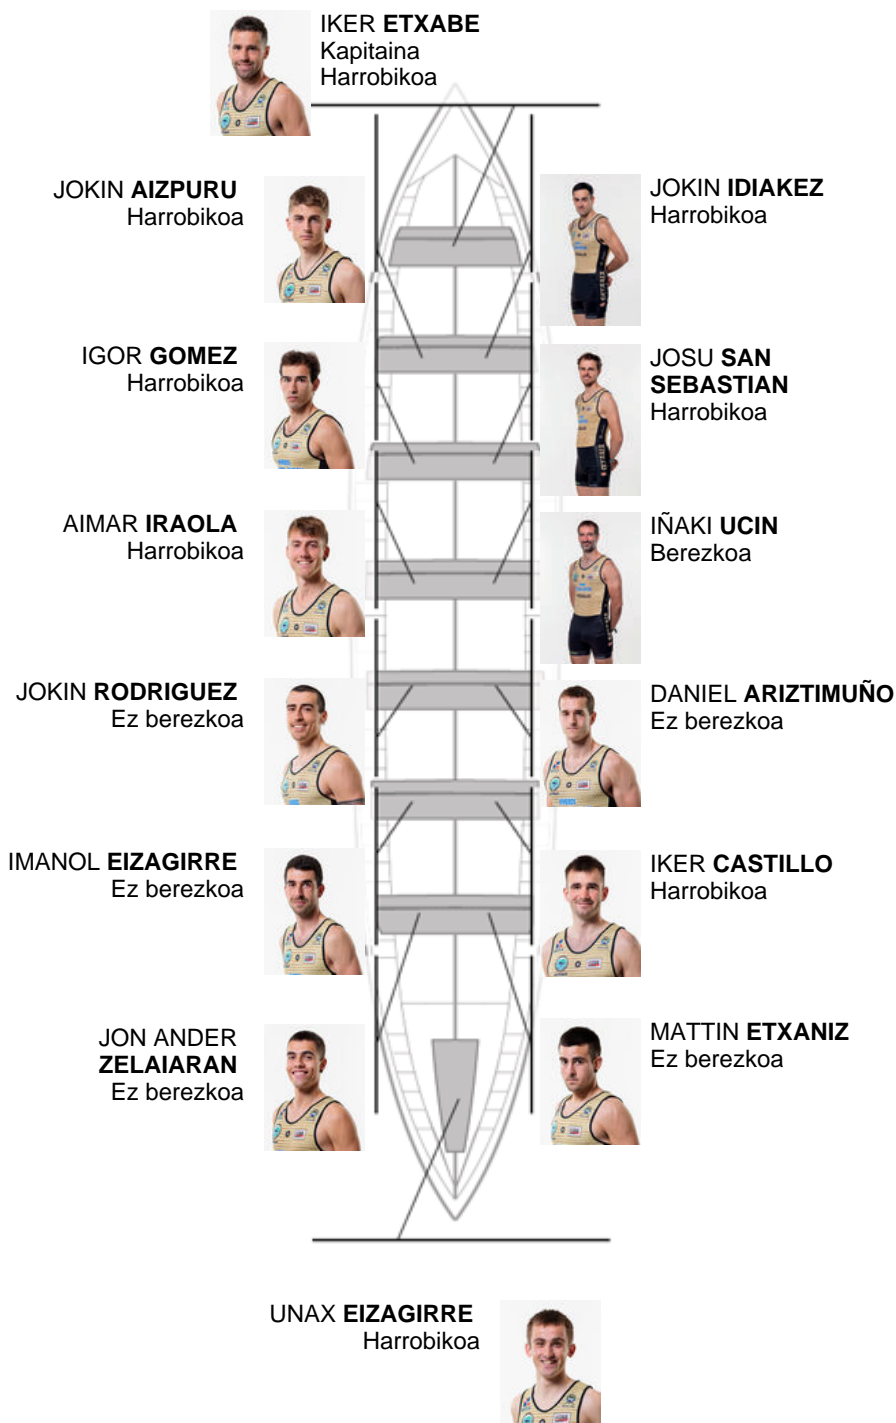 IKER ETXABE
Kapitaina
Harrobikoa
JOKIN AIZPURU
Harrobikoa
JOKIN IDIAKEZ
Harrobikoa
IGOR GOMEZ
Harrobikoa
JOSU SAN
SEBASTIAN
Harrobikoa
AIMAR IRAOLA
Harrobikoa
IÑAKI UCIN
Berezkoa
JOKIN RODRIGUEZ
Ez berezkoa
DANIEL ARIZTIMUÑO
Ez berezkoa
IMANOL EIZAGIRRE
Ez berezkoa
IKER CASTILLO
Harrobikoa
JON ANDER
ZELAIARAN
Ez berezkoa
MATTIN ETXANIZ
Ez berezkoa
UNAX EIZAGIRRE
Harrobikoa